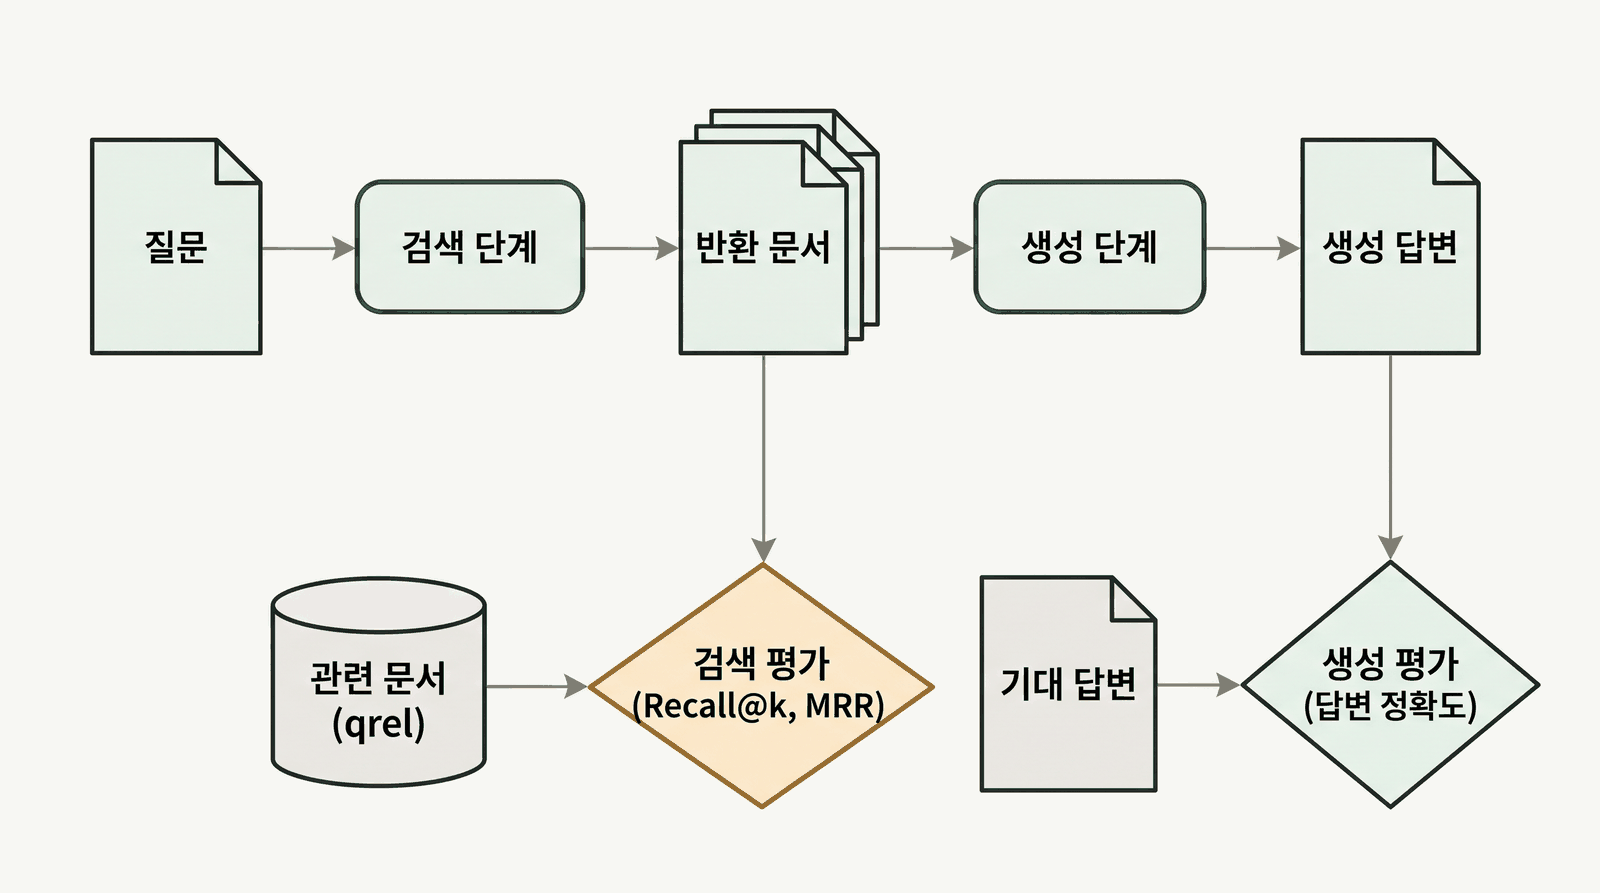 질문
검색 단계
반환 문서
생성 단계
생성 답변
관련 문서
(qrel)
검색 평가
(Recall@k, MRR)
기대 답변
생성 평가
(답변 정확도)